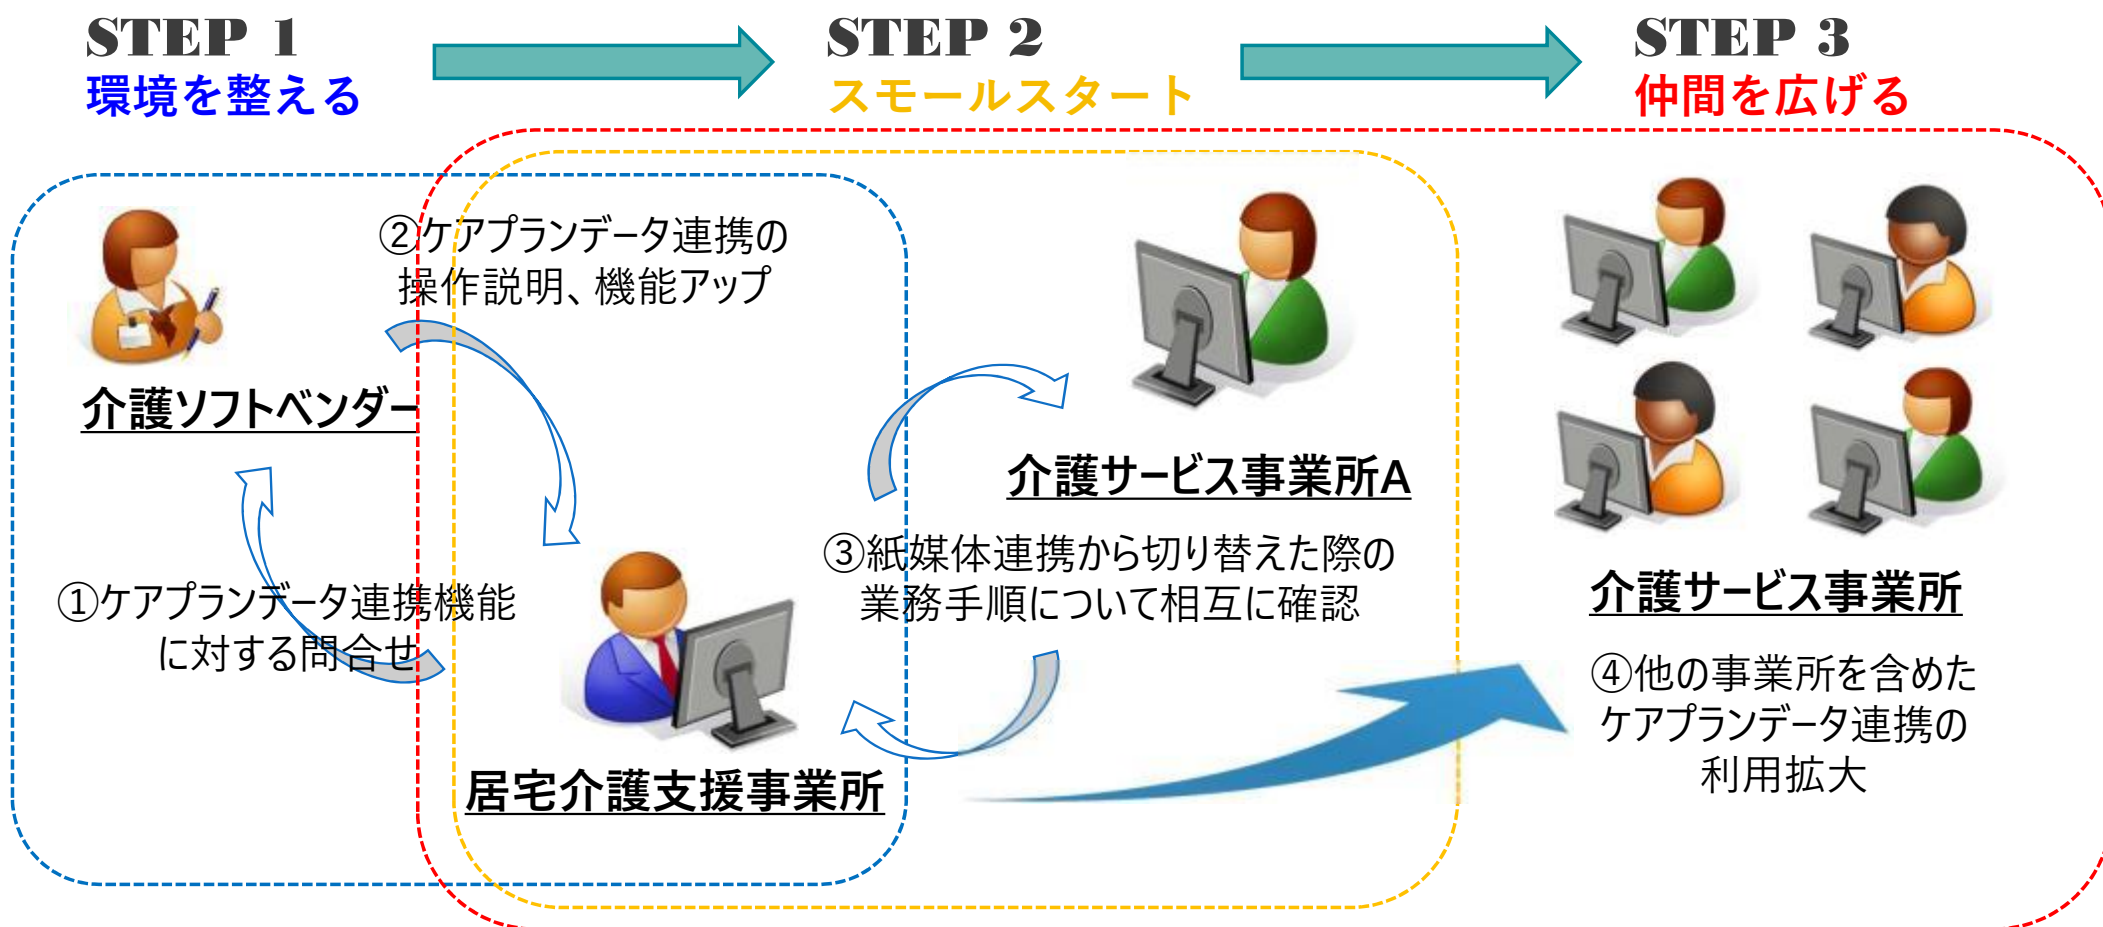 STEP 1
環境を整える
STEP 2
スモールスタート
STEP 3
仲間を広げる
②ケアプランデータ連携の
操作説明、機能アップ
介護ソフトベンダー
①ケアプランデータ連携機能
に対する問合せ
居宅介護支援事業所
介護サービス事業所A
③紙媒体連携から切り替えた際の
業務手順について相互に確認
介護サービス事業所
④他の事業所を含めた
ケアプランデータ連携の
利用拡大